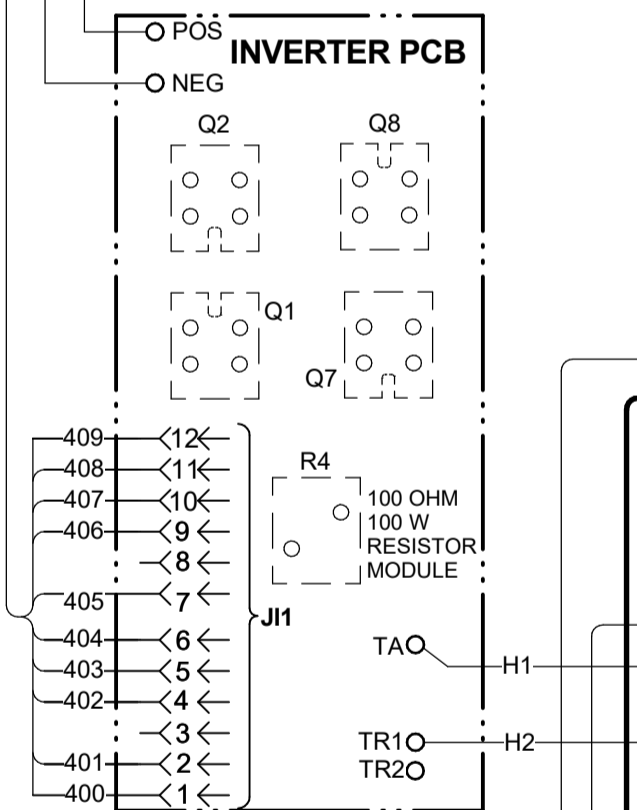 POS
INVERTER PCB
NEG
Q2
Q8
Q1
Q7
409 12
408 11
R4
407 10
100 OHM
100 W
RESISTOR
MODULE
406 9
8
405 7
JI1
404 6
TA
403 5
H1
402 4
3
TR1 H2
401 2
TR2
400 1